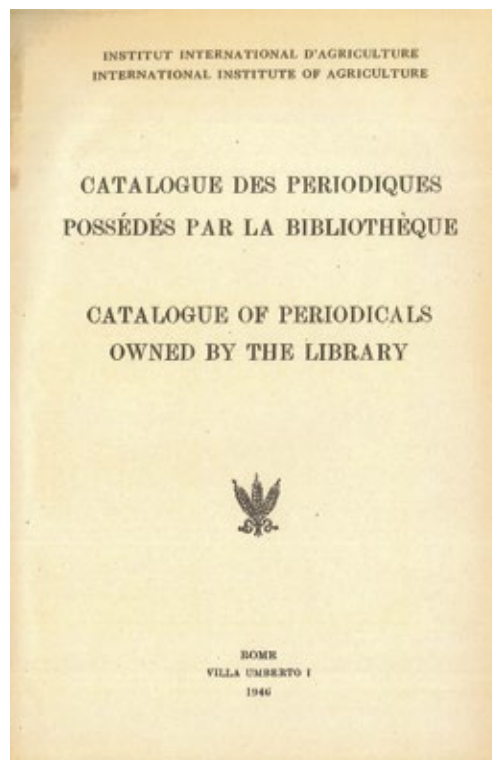 INSTITUT INTERNATIONAL D'AGRICULTURE
INTERNATIONAL INSTITUTE OF AGRICULTURE
CATALOGUE DES PERIODIQUES
POSSÉDÉS PAR LA BIBLIOTHÈQUE
CATALOGUE OF PERIODICALS
OWNED BY THE LIBRARY
ROME
VILLA UMBERTO I
1946